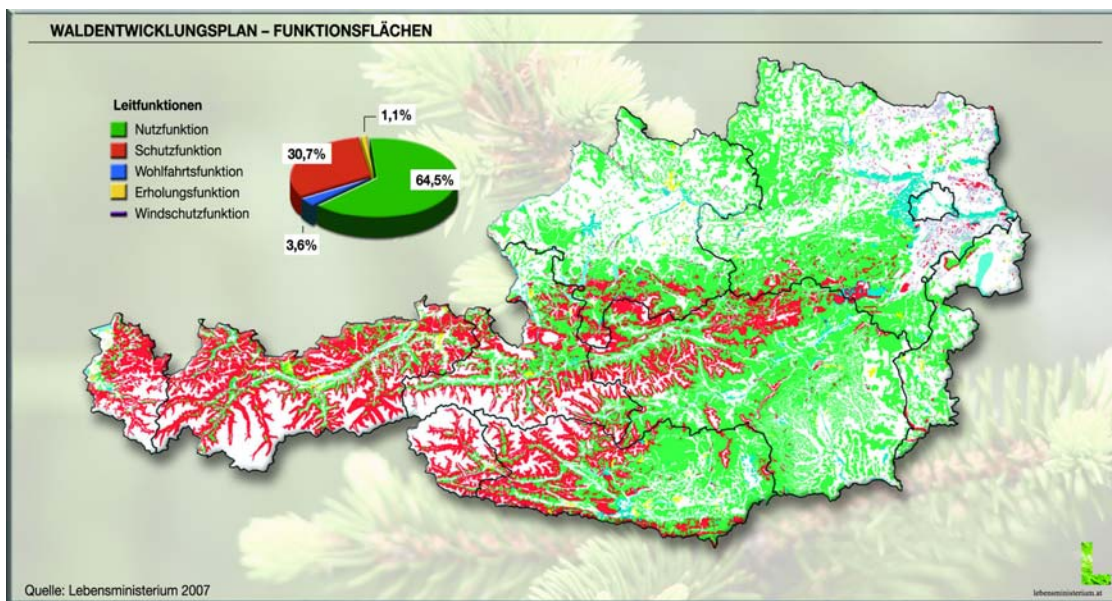 WALDENTWICKLUNGSPLAN – FUNKTIONSFLÄCHEN
Leitfunktionen
Nutzfunktion
Schutzfunktion
Wohlfahrtsfunktion
Erholungsfunktion
Windschutzfunktion
1,1%
30,7%
64,5%
3,6%
Quelle: Lebensministerium 2007
lebensministerium.at